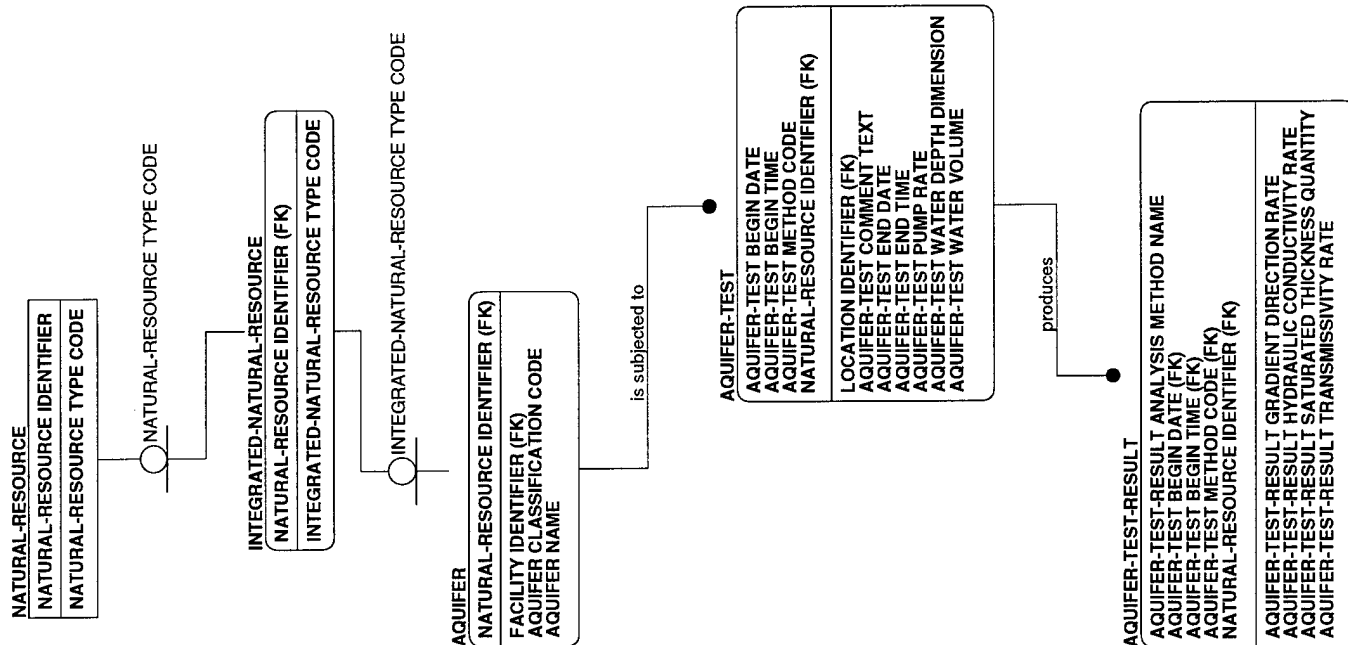 NATURAL-RESOURCE
NATURAL-RESOURCE IDENTIFIER
NATURAL-RESOURCE TYPE CODE
NATURAL-RESOURCE TYPE CODE
INTEGRATED-NATURAL-RESOURCE
NATURAL-RESOURCE IDENTIFIER (FK)
INTEGRATED-NATURAL-RESOURCE TYPE CODE
INTEGRATED-NATURAL-RESOURCE TYPE CODE
AQUIFER
NATURAL-RESOURCE IDENTIFIER (FK)
FACILITY IDENTIFIER (FK)
AQUIFER CLASSIFICATION CODE
AQUIFER NAME
is subjected to
AQUIFER-TEST
AQUIFER-TEST BEGIN DATE
AQUIFER-TEST BEGIN TIME
AQUIFER-TEST METHOD CODE
NATURAL-RESOURCE IDENTIFIER (FK)
LOCATION IDENTIFIER (FK)
AQUIFER-TEST COMMENT TEXT
AQUIFER-TEST END DATE
AQUIFER-TEST END TIME
AQUIFER-TEST PUMP RATE
AQUIFER-TEST WATER DEPTH DIMENSION
AQUIFER-TEST WATER VOLUME
produces
AQUIFER-TEST-RESULT
AQUIFER-TEST-RESULT ANALYSIS METHOD NAME
AQUIFER-TEST BEGIN DATE (FK)
AQUIFER-TEST BEGIN TIME (FK)
AQUIFER-TEST METHOD CODE (FK)
NATURAL-RESOURCE IDENTIFIER (FK)
AQUIFER-TEST-RESULT GRADIENT DIRECTION RATE
AQUIFER-TEST-RESULT HYDRAULIC CONDUCTIVITY RATE
AQUIFER-TEST-RESULT SATURATED THICKNESS QUANTITY
AQUIFER-TEST-RESULT TRANSMISSIVITY RATE